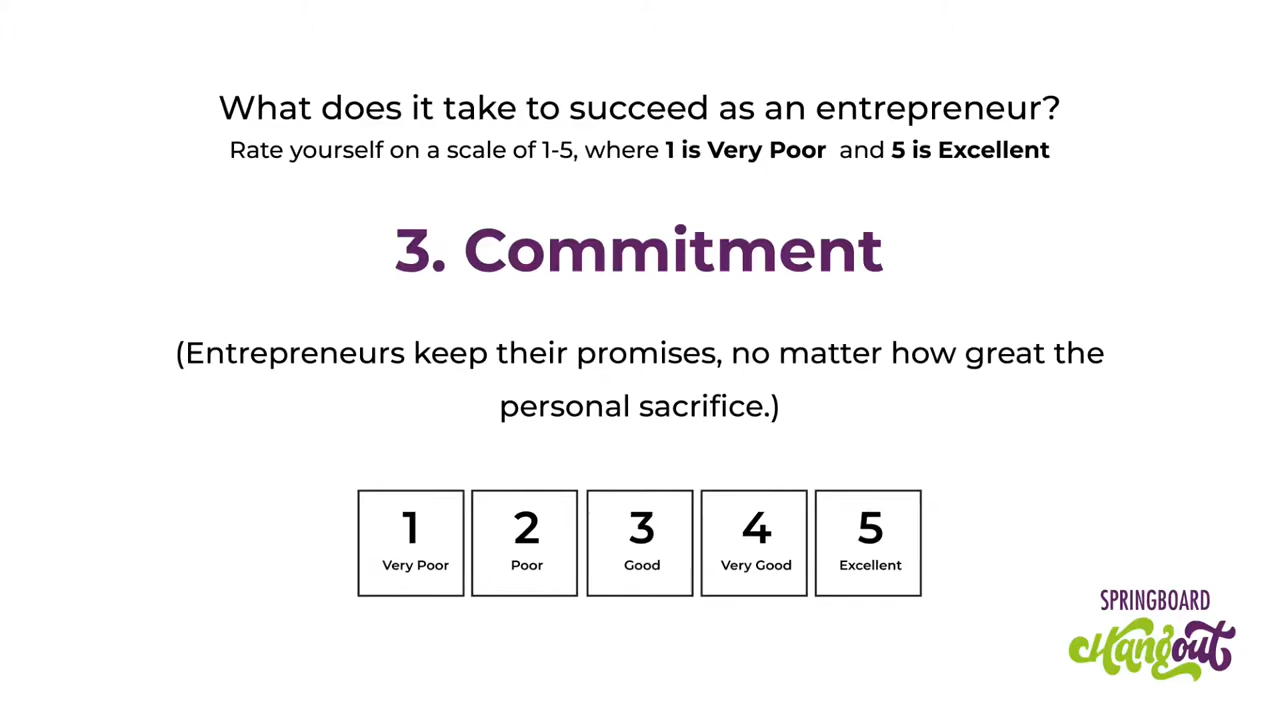 What does it take to succeed as an entrepreneur?
Rate yourself on a scale of 1-5, where 1 is Very Poor and 5 is Excellent
3. Commitment
(Entrepreneurs keep their promises, no matter how great the
personal sacrifice.)
1 2 3 4 5
Very Poor Poor Good Very Good Excellent
SPRINGBOARD
Hangout